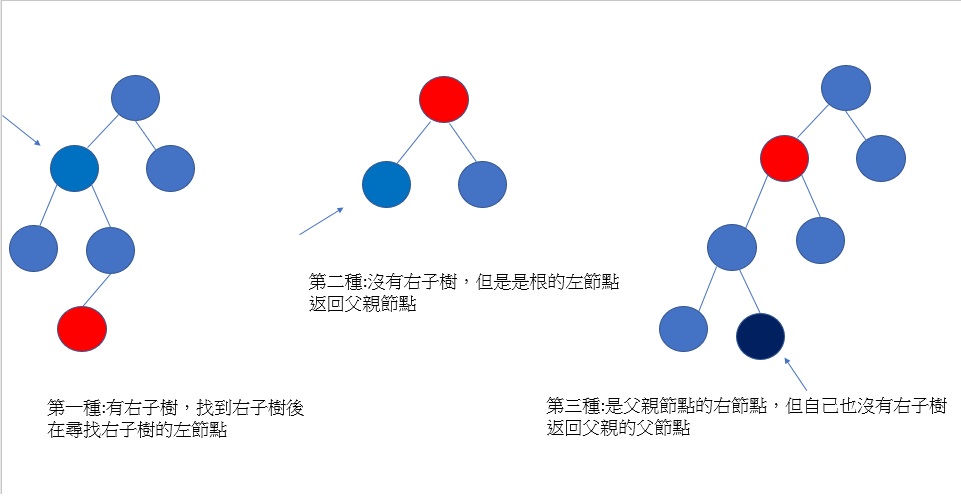 第二種:沒有右子樹，但是是根的左節點
返回父親節點
第一種:有右子樹，找到右子樹後
在尋找右子樹的左節點
第三種:是父親節點的右節點，但自己也沒有右子樹
返回父親的父節點